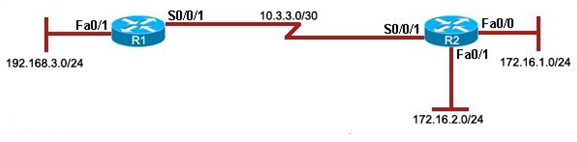 Fa0/1
S0/0/1
10.3.3.0/30
S0/0/1
Fa0/0
R1
R2
Fa0/1
192.168.3.0/24
172.16.1.0/24
172.16.2.0/24